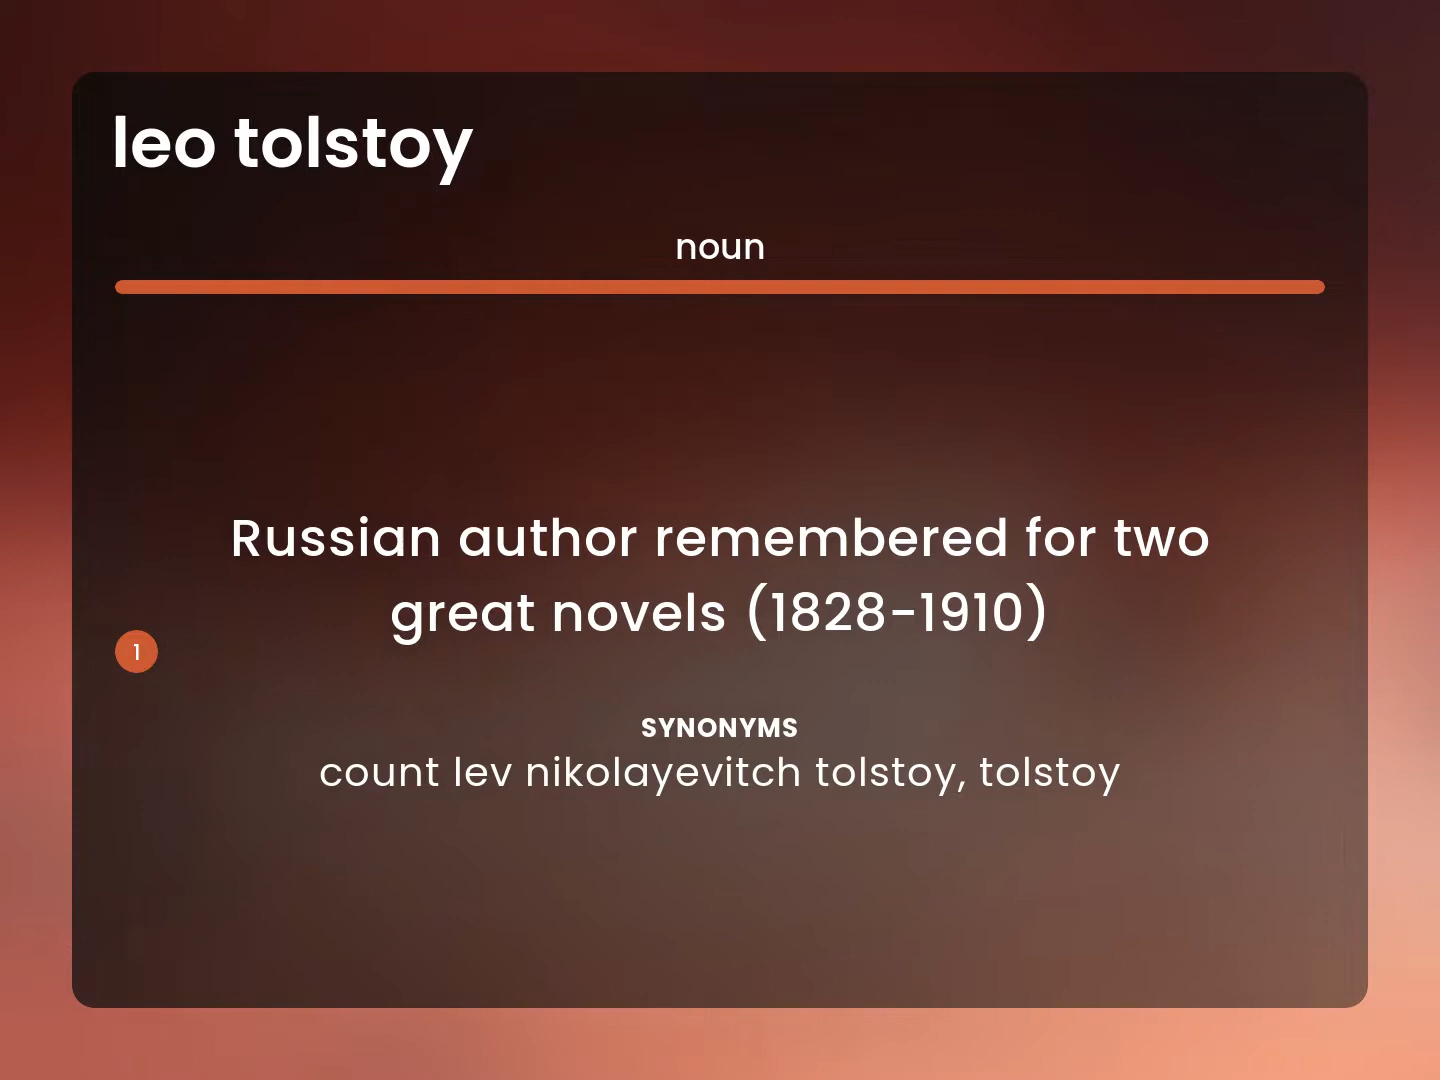 leo tolstoy
noun
Russian author remembered for two
great novels (1828-1910)
1
SYNONYMS
count lev nikolayevitch tolstoy, tolstoy